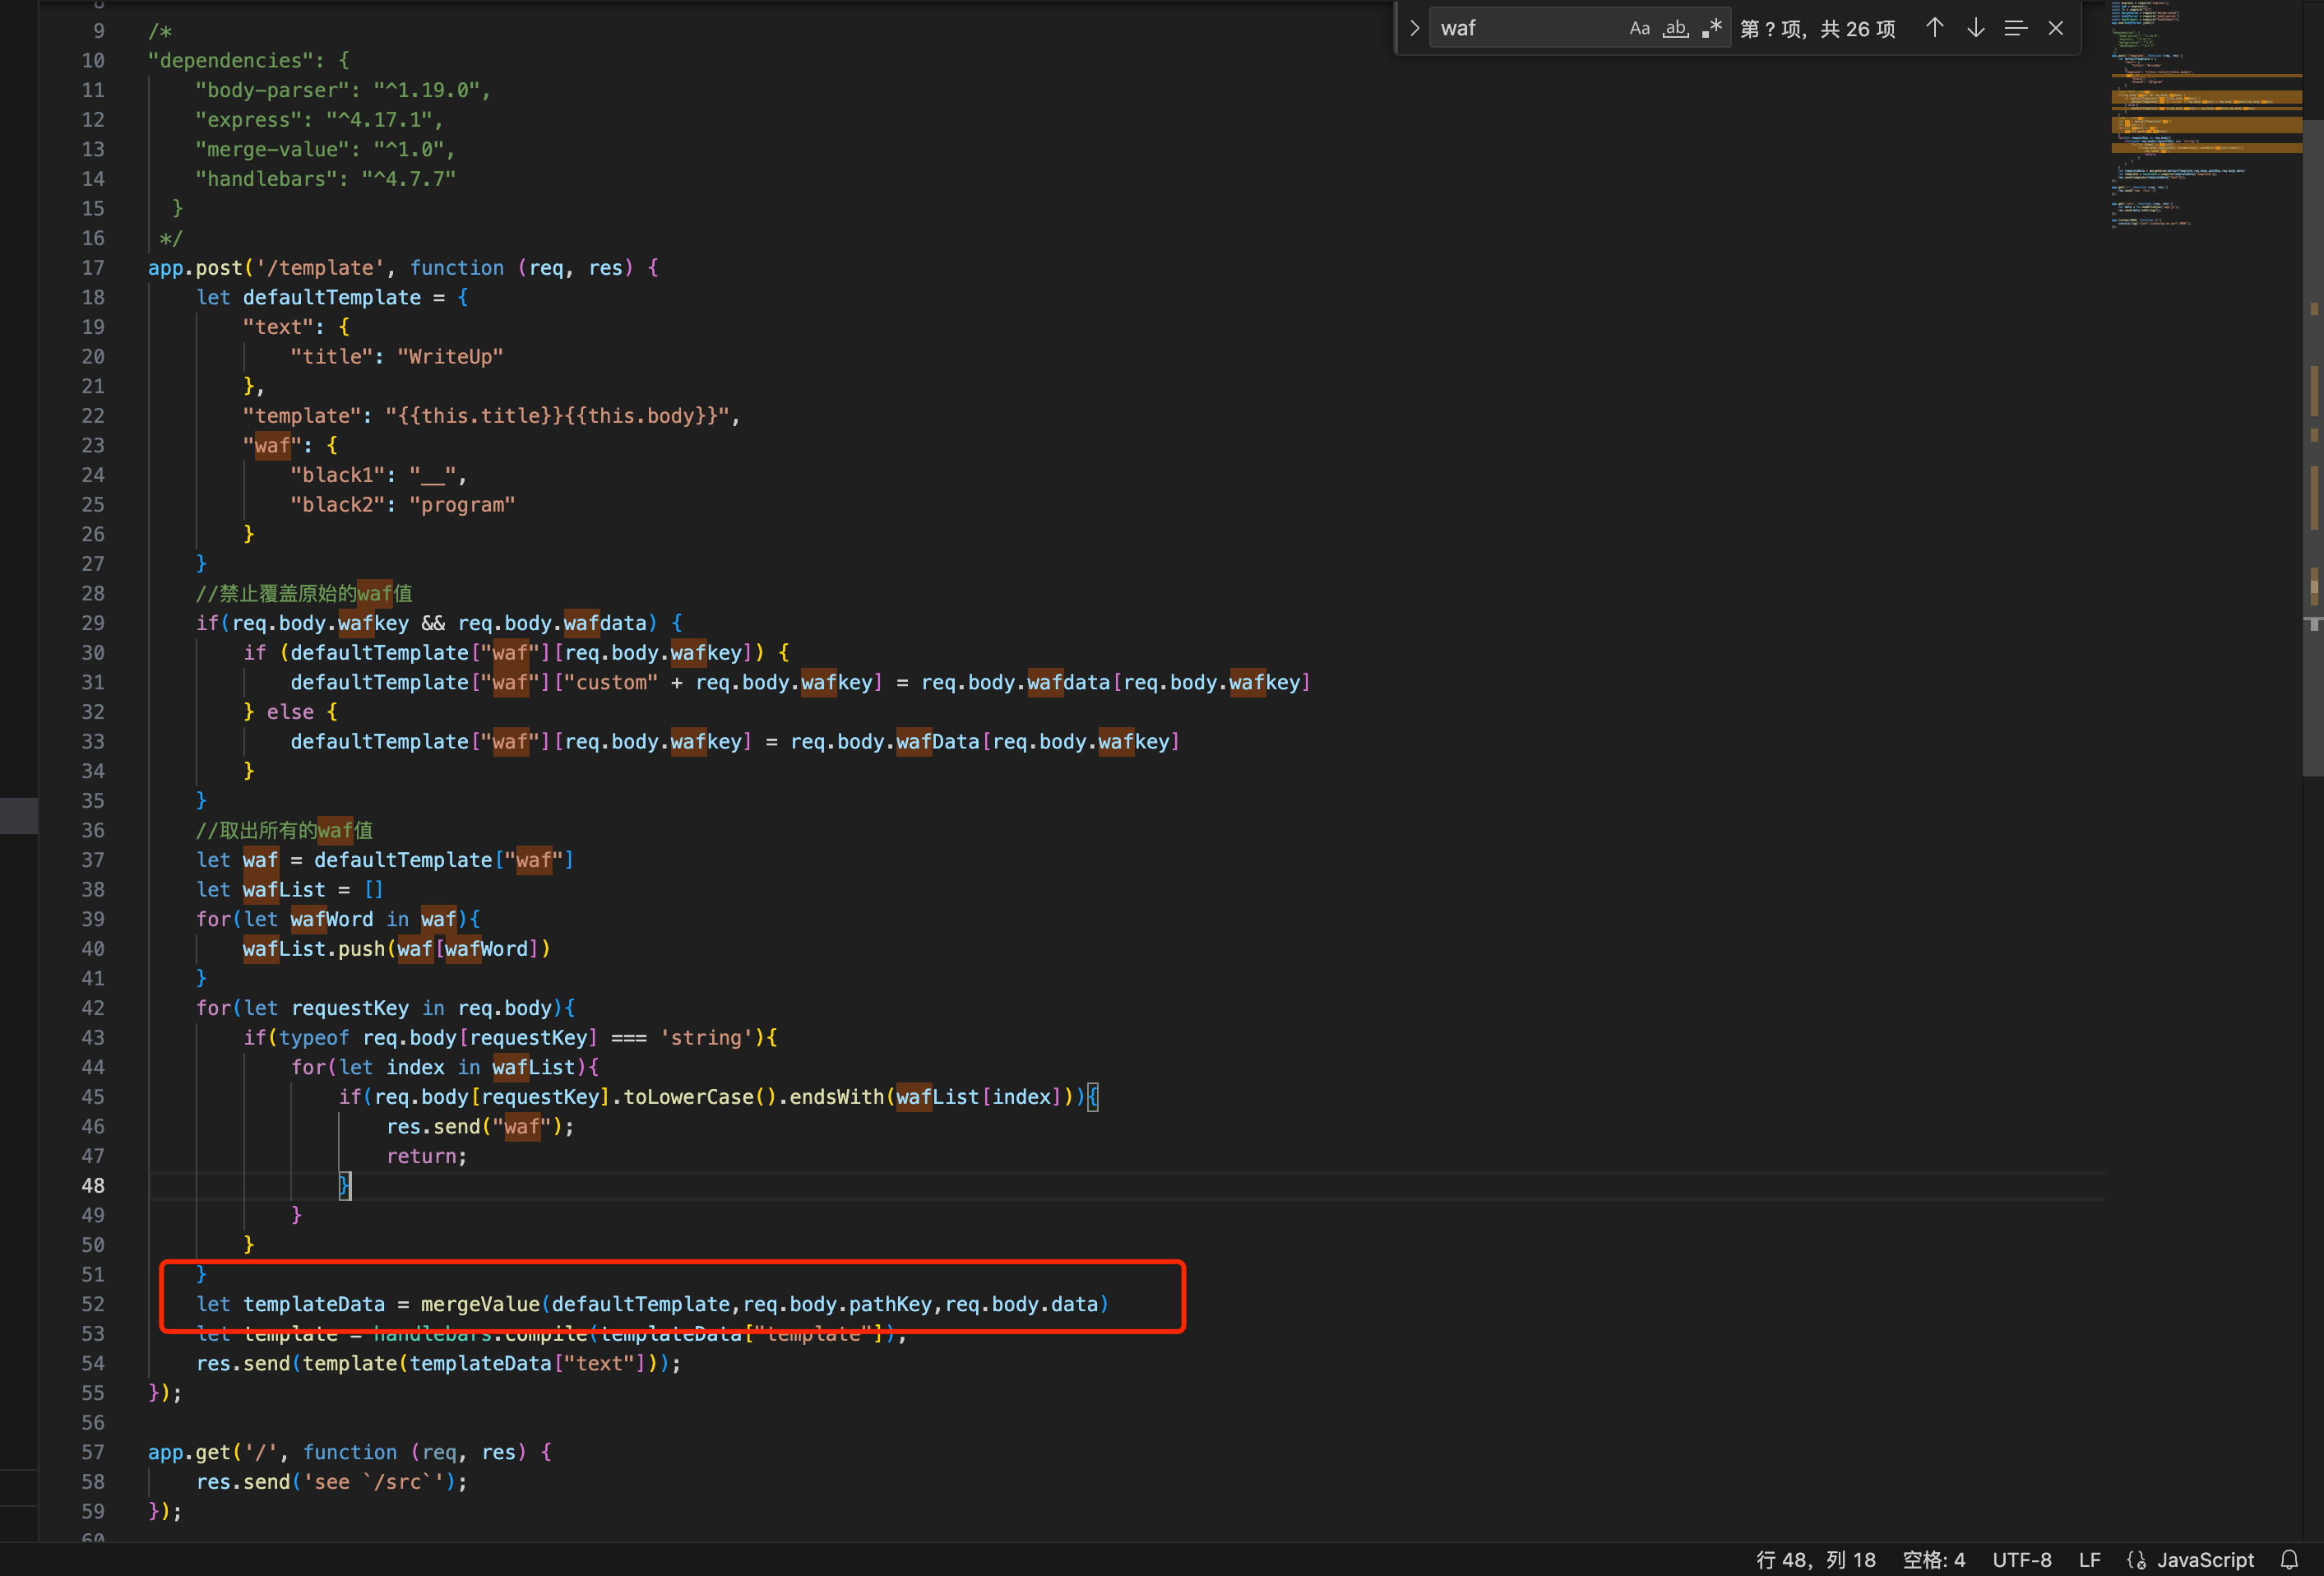 waf
Aa ab .* 第 ? 项, 共 26 项
8
9 /*
10 "dependencies": {
11 "body-parser": "^1.19.0",
12 "express": "^4.17.1",
13 "merge-value": "^1.0",
14 "handlebars": "^4.7.7"
15 }
16 */
17 app.post('/template', function (req, res) {
18 let defaultTemplate = {
19 "text": {
20 "title": "WriteUp"
21 },
22 "template": "{{this.title}}{{this.body}}",
23 "waf": {
24 "black1": "__",
25 "black2": "program"
26 }
27 }
28 //禁止覆盖原始的waf值
29 if(req.body.wafkey && req.body.wafdata) {
30 if (defaultTemplate["waf"][req.body.wafkey]) {
31 defaultTemplate["waf"]["custom" + req.body.wafkey] = req.body.wafdata[req.body.wafkey]
32 } else {
33 defaultTemplate["waf"][req.body.wafkey] = req.body.wafData[req.body.wafkey]
34 }
35 }
36 //取出所有的waf值
37 let waf = defaultTemplate["waf"]
38 let wafList = []
39 for(let wafWord in waf){
40 wafList.push(waf[wafWord])
41 }
42 for(let requestKey in req.body){
43 if(typeof req.body[requestKey] === 'string'){
44 for(let index in wafList){
45 if(req.body[requestKey].toLowerCase().endsWith(wafList[index])){
46 res.send("waf");
47 return;
48 }
49 }
50 }
51 }
52 let templateData = mergeValue(defaultTemplate,req.body.pathKey,req.body.data)
53 let template = handlebars.compile(templateData["template"]);
54 res.send(template(templateData["text"]));
55 });
56
57 app.get('/', function (req, res) {
58 res.send('see `/src`');
59 });
60
行 48, 列 18 空格: 4 UTF-8 LF JavaScript